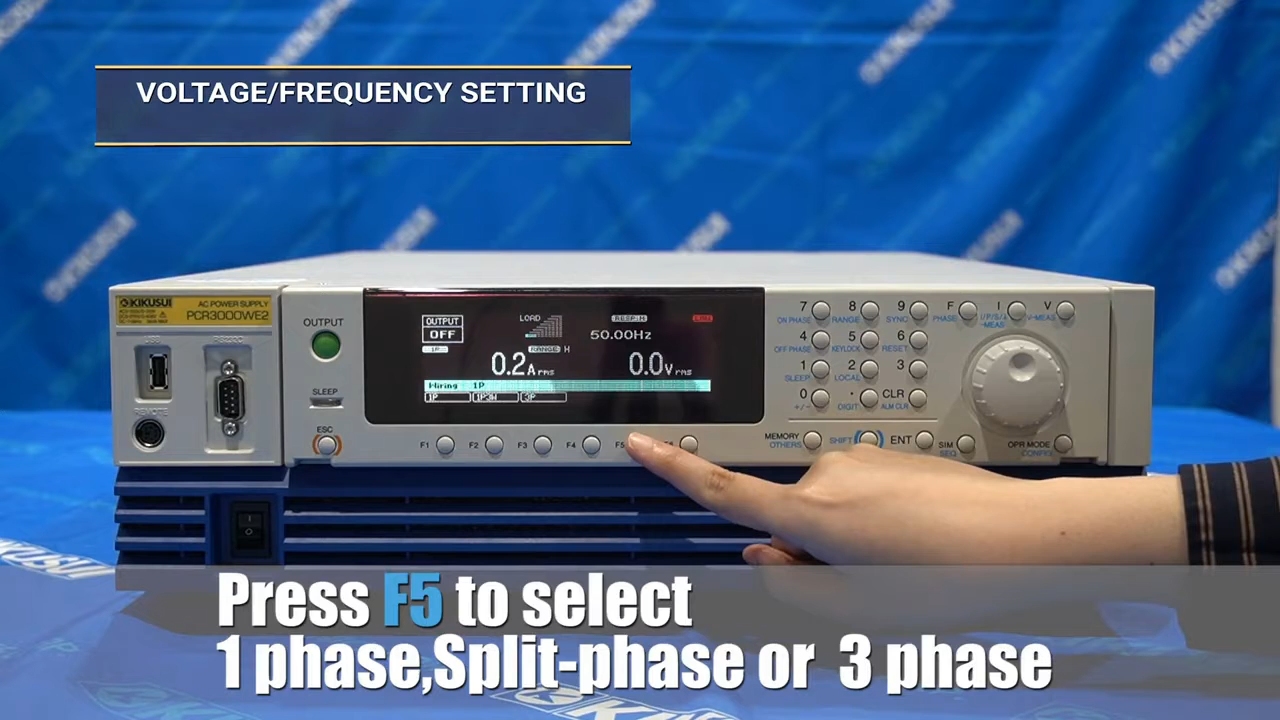 VOLTAGE/FREQUENCY SETTING
KIKUSUI
AC POWER SUPPLY
PCR3000WE2
REMOTE
OUTPUT
SLEEP
ESC
OUTPUT
OFF
LOAD
50.00Hz
1P
RANGE H
0.2Arms
0.0Vrms
Wiring 1P
1P 1P3W 3P
F1 F2 F3 F4 F5
7 8 9 F I V
ON PHASE RANGE SYNC PHASE
4 5 6
OFF PHASE KEYLOCK RESET
1 2 3
SLEEP LOCAL
0 . CLR
+/- DIGIT ALM CLR
MEMORY SHIFT ENT SIM OPR MODE
OTHERS SEQ CONFIG
Press F5 to select
1 phase,Split-phase or 3 phase
KIKUSUI